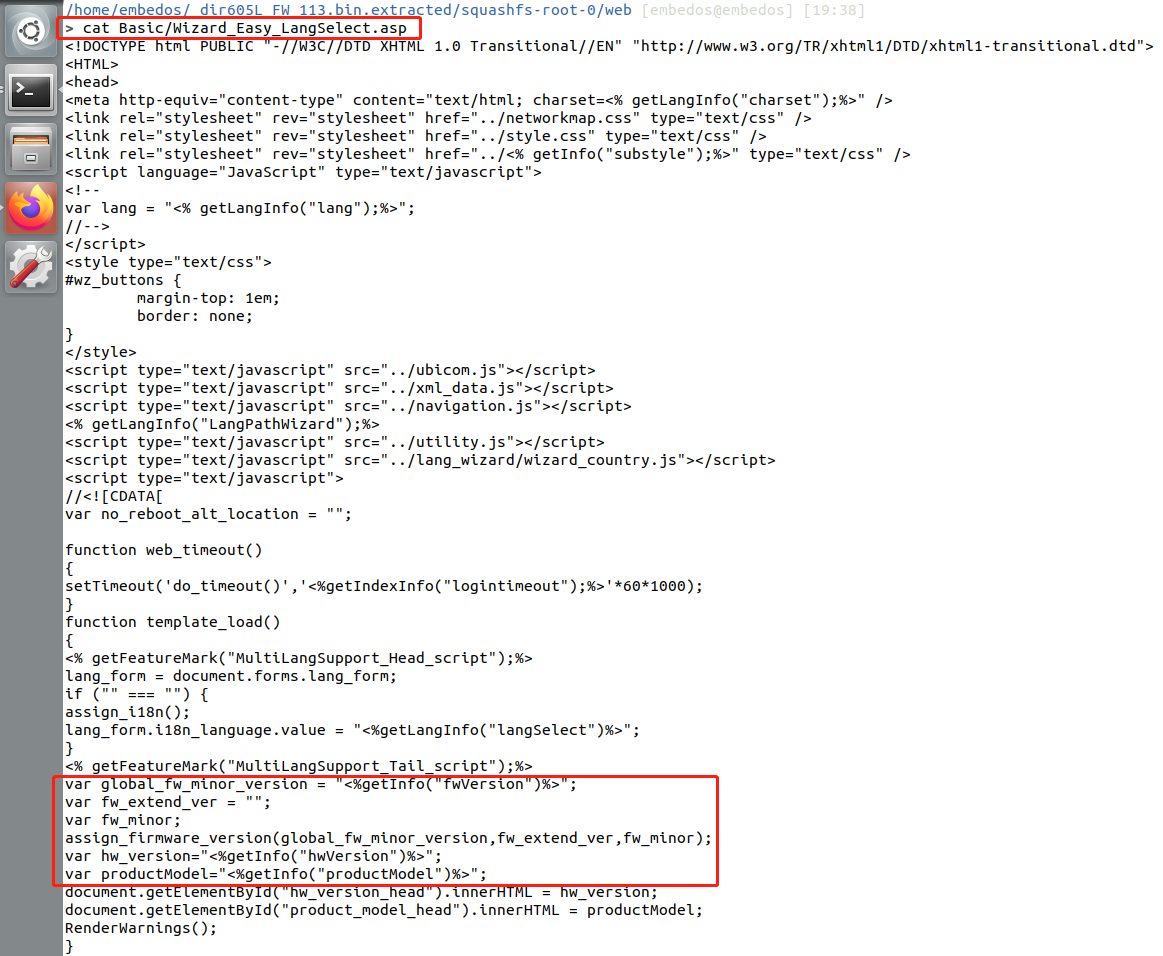 /home/embedos/_dir605L_FW_113.bin.extracted/squashfs-root-0/web [embedos@embedos] [19:38]
> cat Basic/Wizard_Easy_LangSelect.asp
<!DOCTYPE html PUBLIC "-//W3C//DTD XHTML 1.0 Transitional//EN" "http://www.w3.org/TR/xhtml1/DTD/xhtml1-transitional.dtd">
<HTML>
<head>
<meta http-equiv="content-type" content="text/html; charset=<% getLangInfo("charset");%>" />
<link rel="stylesheet" rev="stylesheet" href="../networkmap.css" type="text/css" />
<link rel="stylesheet" rev="stylesheet" href="../style.css" type="text/css" />
<link rel="stylesheet" rev="stylesheet" href="../<% getInfo("substyle");%>" type="text/css" />
<script language="JavaScript" type="text/javascript">
<!--
var lang = "<% getLangInfo("lang");%>";
//-->
</script>
<style type="text/css">
#wz_buttons {
        margin-top: 1em;
        border: none;
}
</style>
<script type="text/javascript" src="../ubicom.js"></script>
<script type="text/javascript" src="../xml_data.js"></script>
<script type="text/javascript" src="../navigation.js"></script>
<% getLangInfo("LangPathWizard");%>
<script type="text/javascript" src="../utility.js"></script>
<script type="text/javascript" src="../lang_wizard/wizard_country.js"></script>
<script type="text/javascript">
//<![CDATA[
var no_reboot_alt_location = "";

function web_timeout()
{
setTimeout('do_timeout()','<%getIndexInfo("logintimeout");%>'*60*1000);
}
function template_load()
{
<% getFeatureMark("MultiLangSupport_Head_script");%>
lang_form = document.forms.lang_form;
if ("" === "") {
assign_i18n();
lang_form.i18n_language.value = "<%getLangInfo("langSelect")%>";
}
<% getFeatureMark("MultiLangSupport_Tail_script");%>
var global_fw_minor_version = "<%getInfo("fwVersion")%>";
var fw_extend_ver = "";
var fw_minor;
assign_firmware_version(global_fw_minor_version,fw_extend_ver,fw_minor);
var hw_version="<%getInfo("hwVersion")%>";
var productModel="<%getInfo("productModel")%>";
document.getElementById("hw_version_head").innerHTML = hw_version;
document.getElementById("product_model_head").innerHTML = productModel;
RenderWarnings();
}